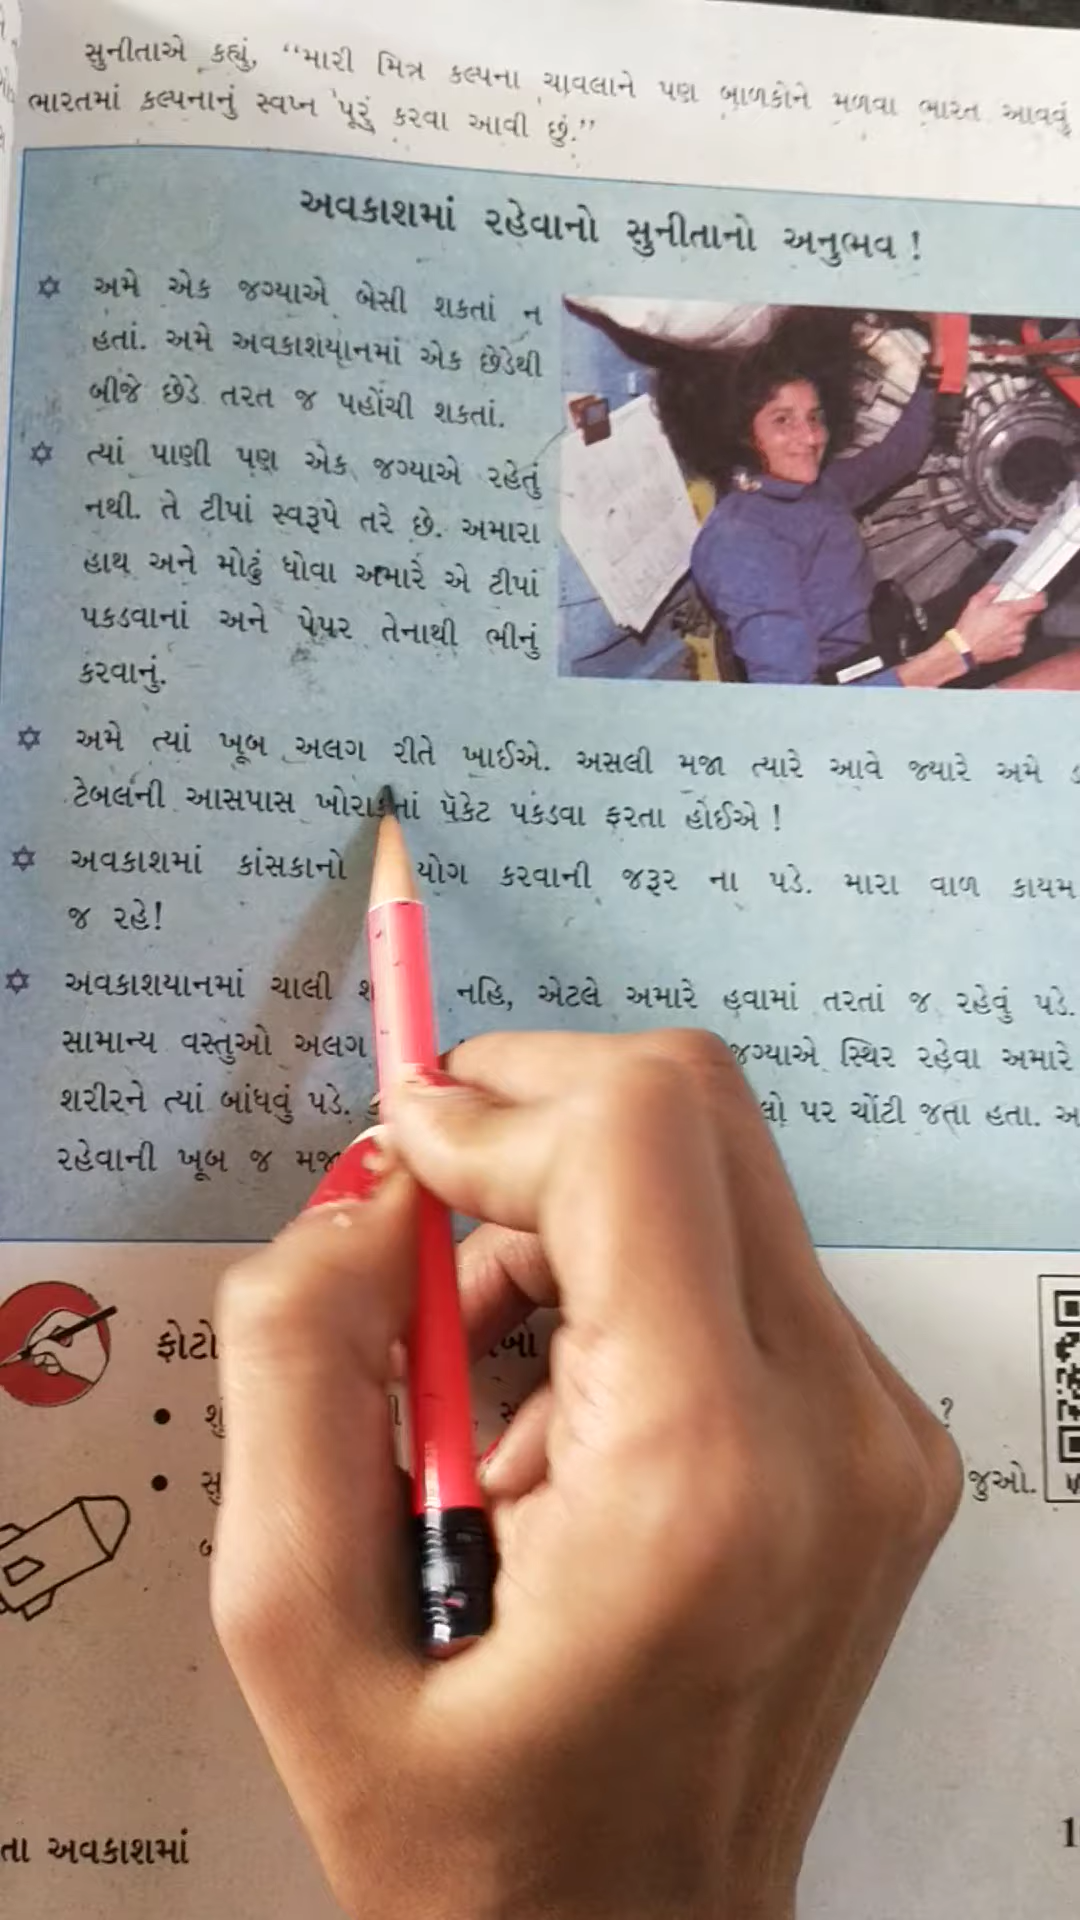 સુનીતાએ કહ્યું, “મારી મિત્ર કલ્પના ચાવલાને પણ બાળકોને મળવા ભારત આવવું
ભારતમાં કલ્પનાનું સ્વપ્ન પૂરું કરવા આવી છું.”
અવકાશમાં રહેવાનો સુનીતાનો અનુભવ !
અમે એક જગ્યાએ બેસી શકતાં ન
હતાં. અમે અવકાશયાનમાં એક છેડેથી
બીજે છેડે તરત જ પહોંચી શકતાં.
ત્યાં પાણી પણ એક જગ્યાએ રહેતું
નથી. તે ટીપાં સ્વરૂપે તરે છે. અમારા
હાથ અને મોઢું ધોવા અમારે એ ટીપાં
પકડવાનાં અને પેપર તેનાથી ભીનું
કરવાનું.
અમે ત્યાં ખૂબ અલગ રીતે ખાઈએ. અસલી મજા ત્યારે આવે જ્યારે અમે
ટેબલની આસપાસ ખોરાકનાં પૅકેટ પકડવા ફરતા હોઈએ !
અવકાશમાં કાંસકાનો યોગ કરવાની જરૂર ના પડે. મારા વાળ કાયમ
જ રહે!
અવકાશયાનમાં ચાલી નહિ, એટલે અમારે હવામાં તરતાં જ રહેવું પડે.
સામાન્ય વસ્તુઓ અલગ જગ્યાએ સ્થિર રહેવા અમારે
શરીરને ત્યાં બાંધવું પડે. પર ચોંટી જતા હતા.
રહેવાની ખૂબ જ
ફોટો
?
જુઓ.
તા અવકાશમાં